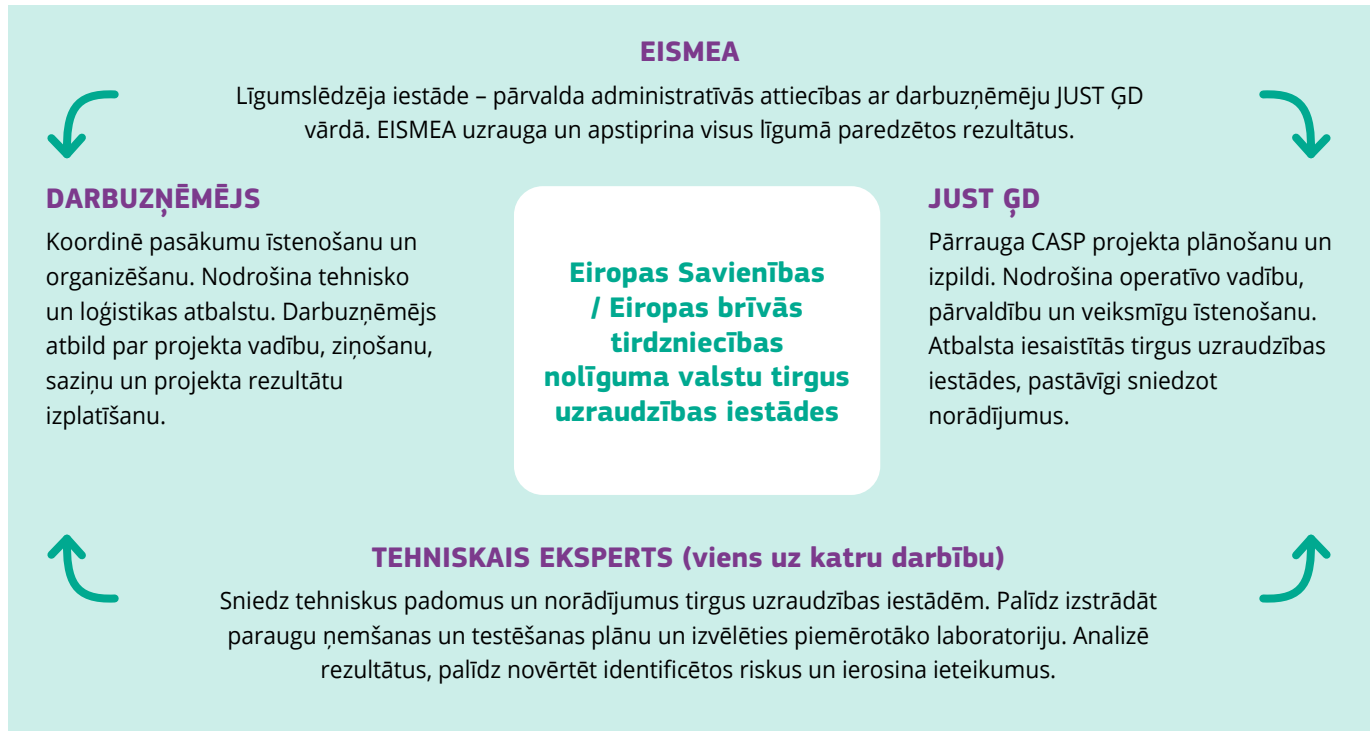 EISMEA
Līgumslēdzēja iestāde – pārvalda administratīvās attiecības ar darbuzņēmēju JUST ĢD
vārdā. EISMEA uzrauga un apstiprina visus līgumā paredzētos rezultātus.
DARBUZŅĒMĒJS
Koordinē pasākumu īstenošanu un
organizēšanu. Nodrošina tehnisko
un loģistikas atbalstu. Darbuzņēmējs
atbild par projekta vadību, ziņošanu,
saziņu un projekta rezultātu
izplatīšanu.
Eiropas Savienības
/ Eiropas brīvās
tirdzniecības
nolīguma valstu tirgus
uzraudzības iestādes
JUST ĢD
Pārrauga CASP projekta plānošanu un
izpildi. Nodrošina operatīvo vadību,
pārvaldību un veiksmīgu īstenošanu.
Atbalsta iesaistītās tirgus uzraudzības
iestādes, pastāvīgi sniedzot
norādījumus.
TEHNISKAIS EKSPERTS (viens uz katru darbību)
Sniedz tehniskus padomus un norādījumus tirgus uzraudzības iestādēm. Palīdz izstrādāt
paraugu ņemšanas un testēšanas plānu un izvēlēties piemērotāko laboratoriju. Analizē
rezultātus, palīdz novērtēt identificētos riskus un ierosina ieteikumus.